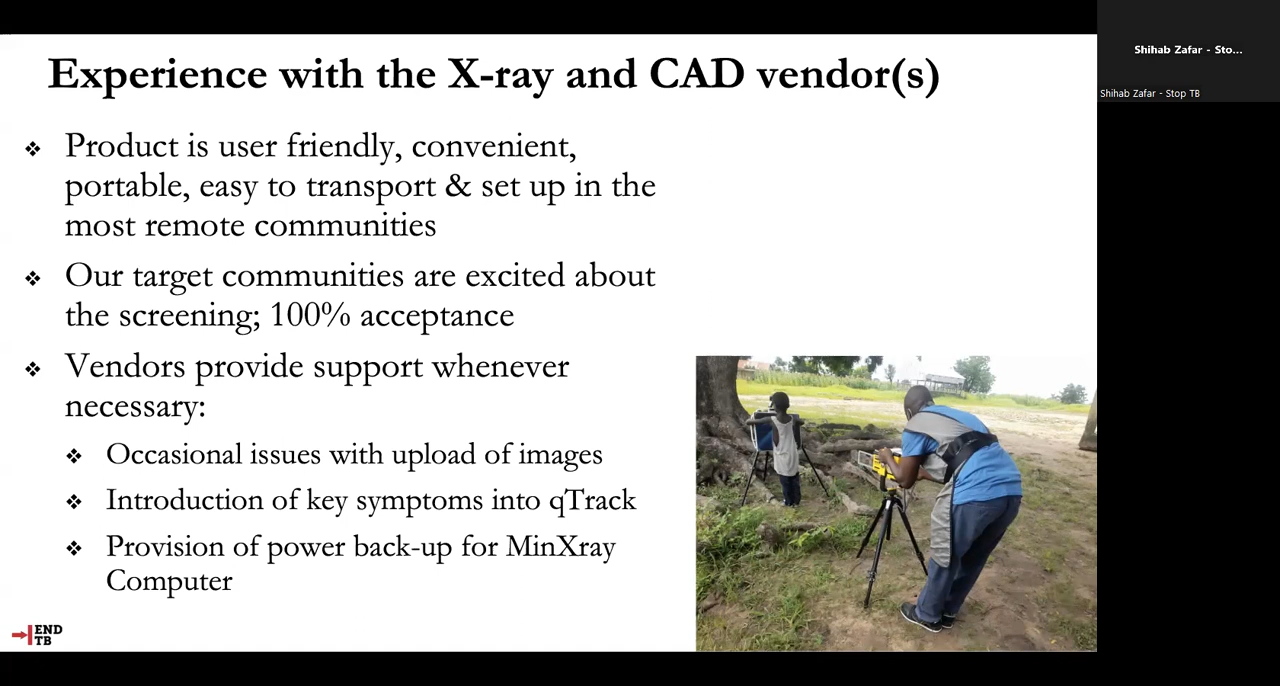 Experience with the X-ray and CAD vendor(s)
❖ Product is user friendly, convenient,
portable, easy to transport & set up in the
most remote communities
❖ Our target communities are excited about
the screening; 100% acceptance
❖ Vendors provide support whenever
necessary:
❖ Occasional issues with upload of images
❖ Introduction of key symptoms into qTrack
❖ Provision of power back-up for MinXray
Computer
END
TB
Shihab Zafar - Sto...
Shihab Zafar - Stop TB